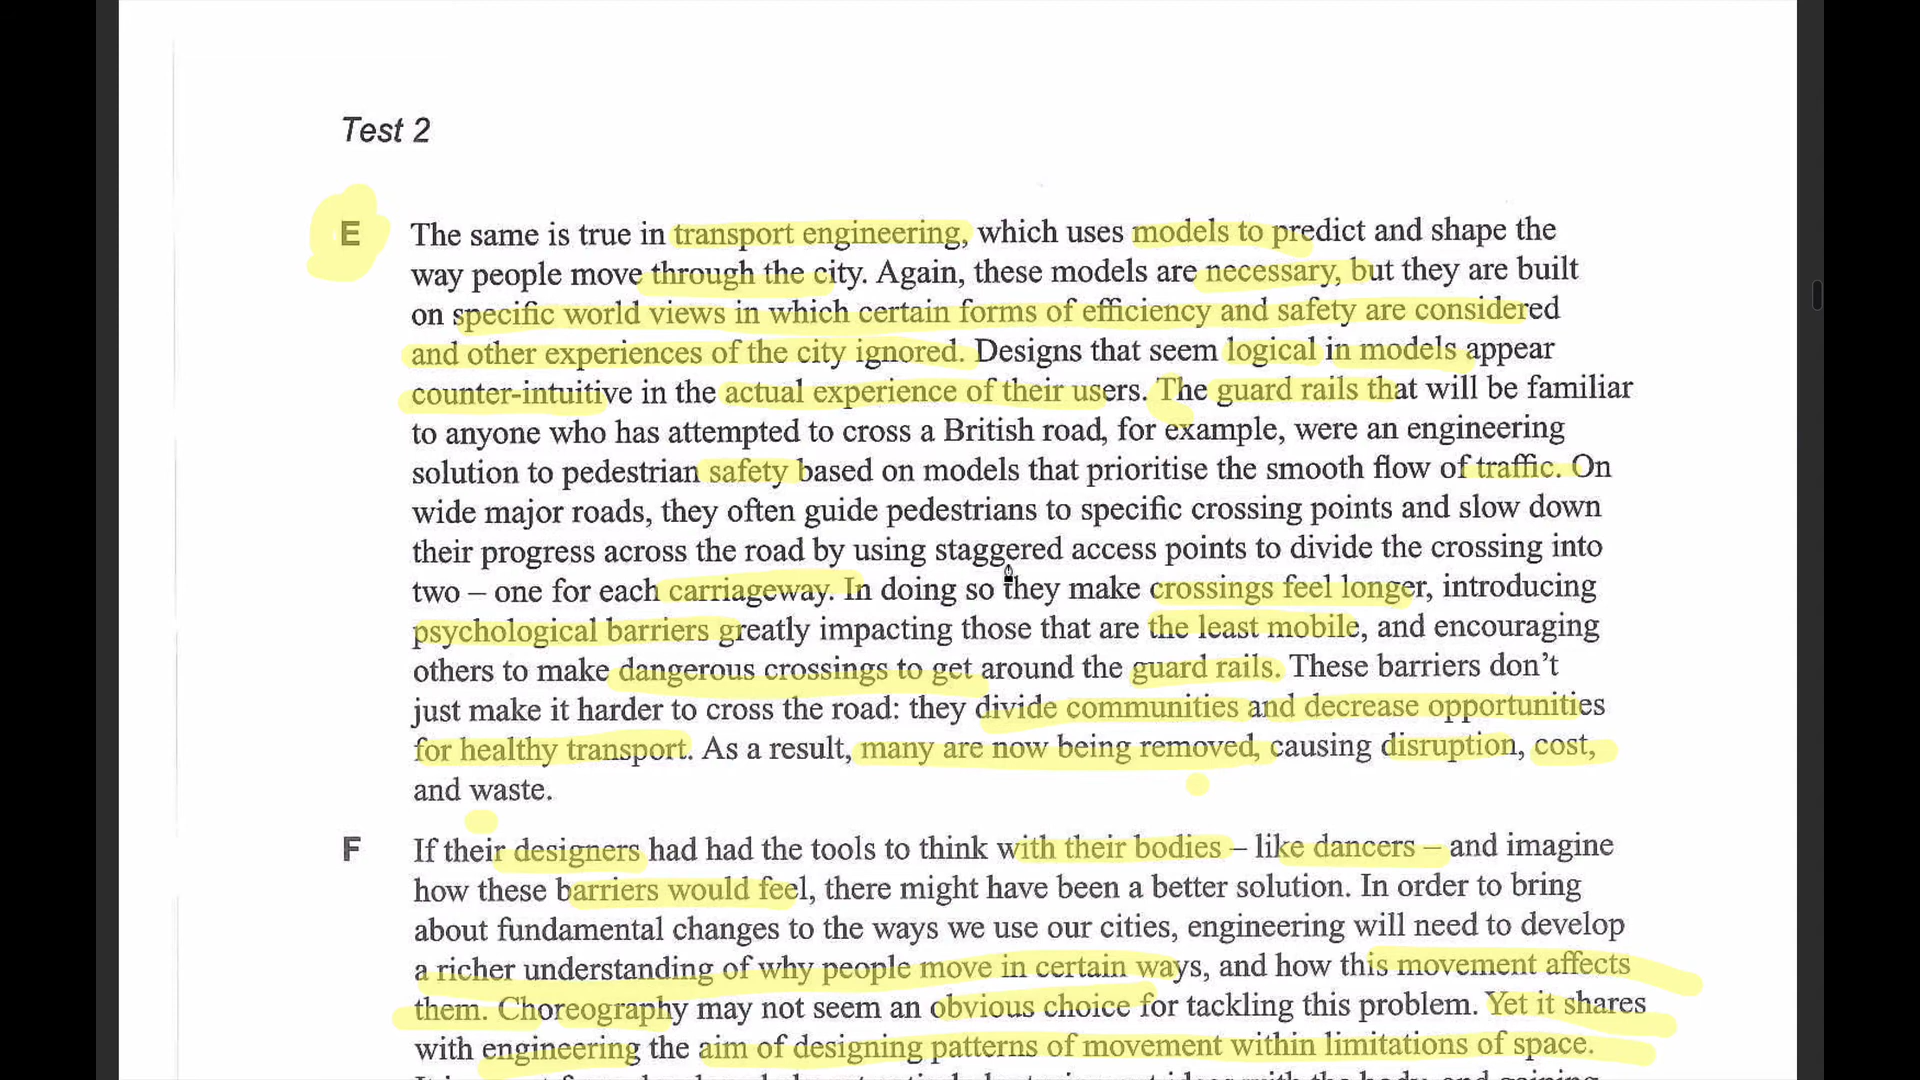 Test 2
E The same is true in transport engineering, which uses models to predict and shape the
way people move through the city. Again, these models are necessary, but they are built
on specific world views in which certain forms of efficiency and safety are considered
and other experiences of the city ignored. Designs that seem logical in models appear
counter-intuitive in the actual experience of their users. The guard rails that will be familiar
to anyone who has attempted to cross a British road, for example, were an engineering
solution to pedestrian safety based on models that prioritise the smooth flow of traffic. On
wide major roads, they often guide pedestrians to specific crossing points and slow down
their progress across the road by using staggered access points to divide the crossing into
two – one for each carriageway. In doing so they make crossings feel longer, introducing
psychological barriers greatly impacting those that are the least mobile, and encouraging
others to make dangerous crossings to get around the guard rails. These barriers don’t
just make it harder to cross the road: they divide communities and decrease opportunities
for healthy transport. As a result, many are now being removed, causing disruption, cost,
and waste.
F If their designers had had the tools to think with their bodies – like dancers – and imagine
how these barriers would feel, there might have been a better solution. In order to bring
about fundamental changes to the ways we use our cities, engineering will need to develop
a richer understanding of why people move in certain ways, and how this movement affects
them. Choreography may not seem an obvious choice for tackling this problem. Yet it shares
with engineering the aim of designing patterns of movement within limitations of space.